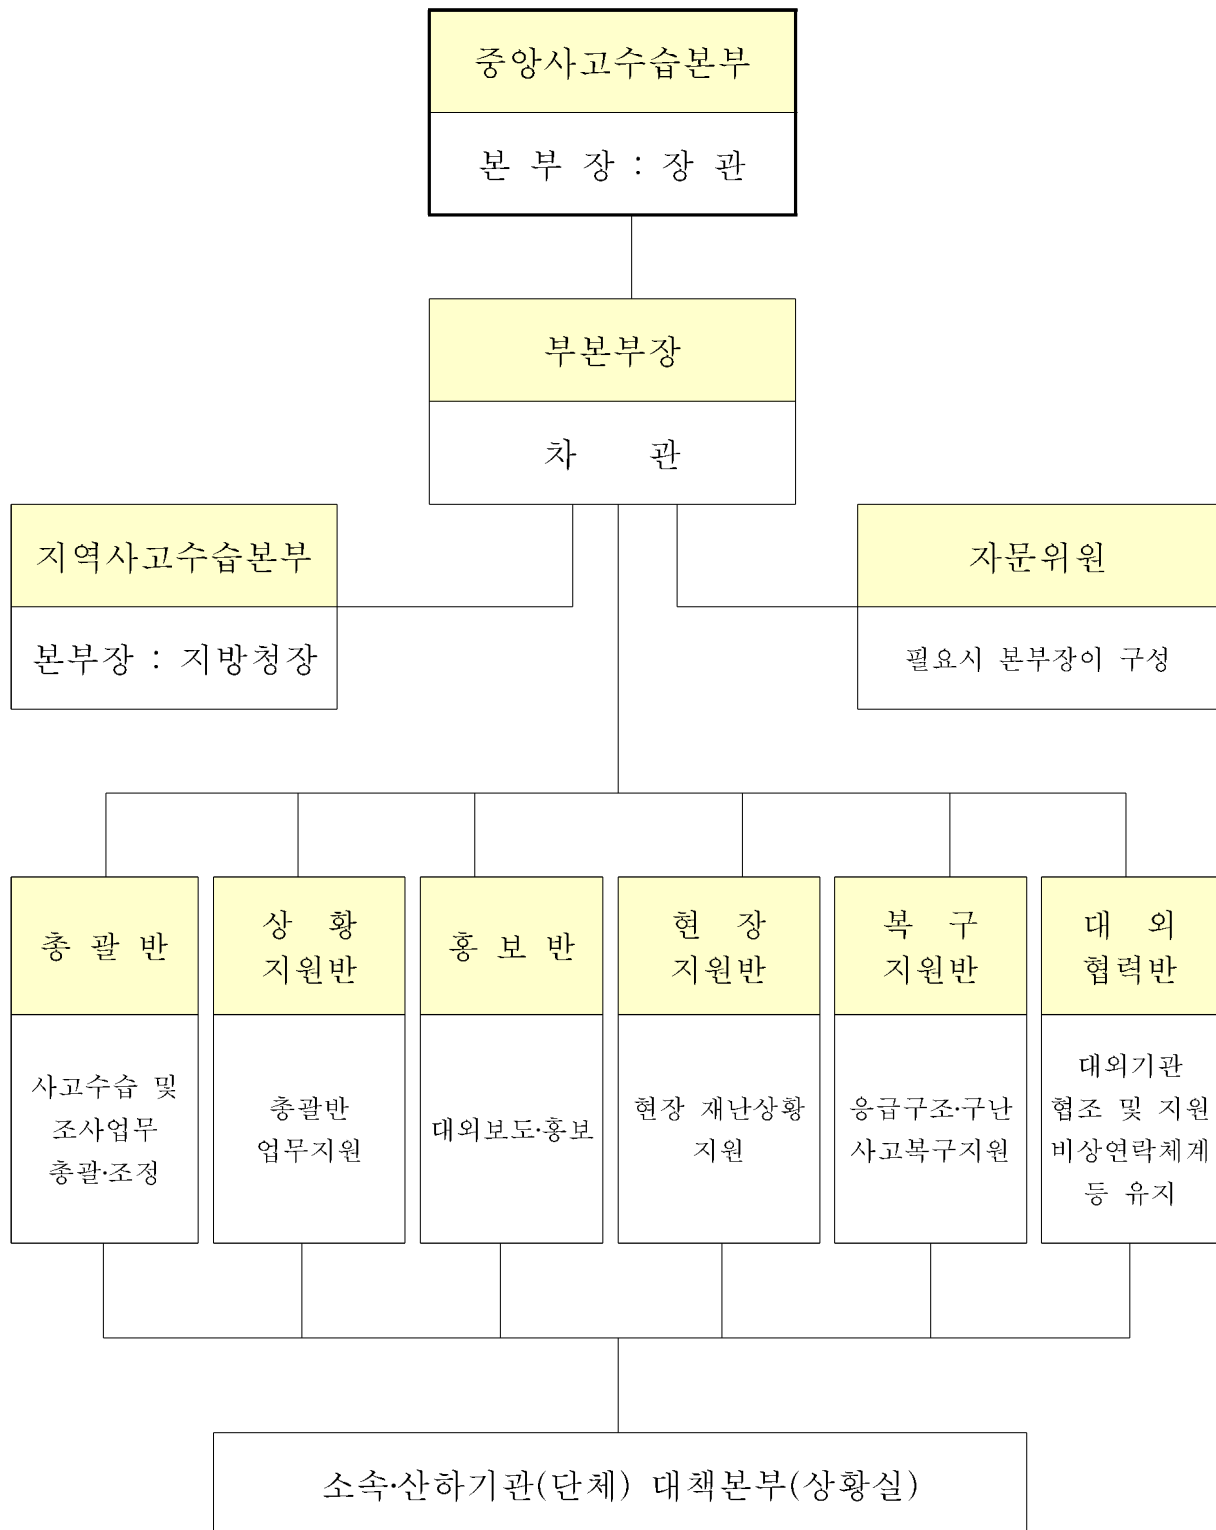 중앙사고수습본부
본 부 장 : 장 관
부본부장
차 관
지역사고수습본부
본부장 : 지방청장
자문위원
필요시 본부장이 구성
총 괄 반
사고수습 및
조사업무
총괄·조정
상 황
지원반
총괄반
업무지원
홍 보 반
대외보도·홍보
현 장
지원반
현장 재난상황
지원
복 구
지원반
응급구조·구난
사고복구지원
대 외
협력반
대외기관
협조 및 지원
비상연락체계
등 유지
소속·산하기관(단체) 대책본부(상황실)